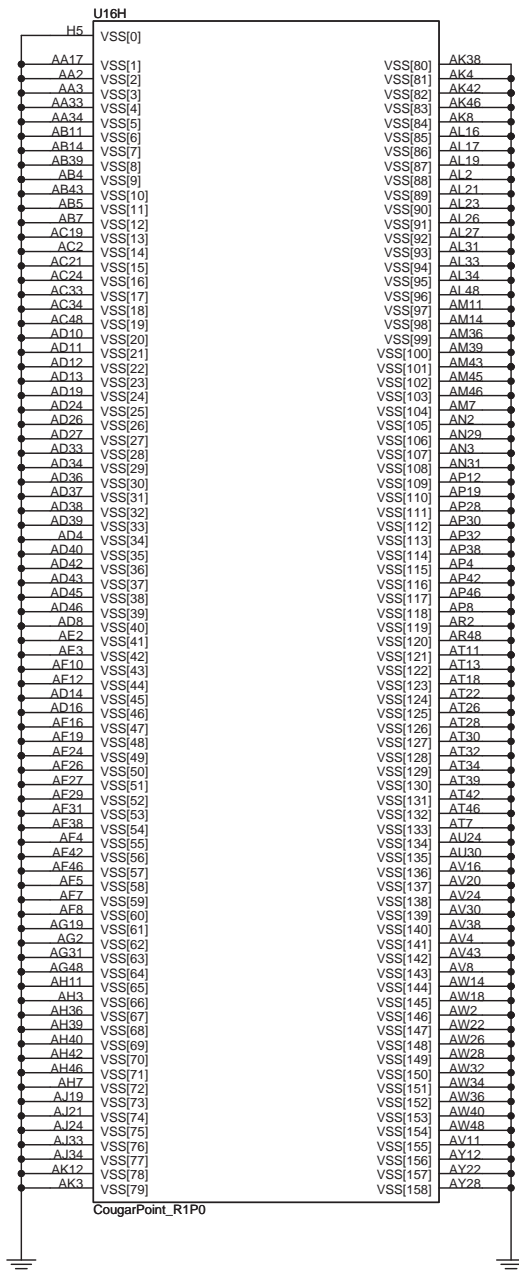 U16H
H5 VSS[0]
AA17 VSS[1] VSS[80] AK38
AA2 VSS[2] VSS[81] AK4
AA3 VSS[3] VSS[82] AK42
AA33 VSS[4] VSS[83] AK46
AA34 VSS[5] VSS[84] AK8
AB11 VSS[6] VSS[85] AL16
AB14 VSS[7] VSS[86] AL17
AB39 VSS[8] VSS[87] AL19
AB4 VSS[9] VSS[88] AL2
AB43 VSS[10] VSS[89] AL21
AB5 VSS[11] VSS[90] AL23
AB7 VSS[12] VSS[91] AL26
AC19 VSS[13] VSS[92] AL27
AC2 VSS[14] VSS[93] AL31
AC21 VSS[15] VSS[94] AL33
AC24 VSS[16] VSS[95] AL34
AC33 VSS[17] VSS[96] AL48
AC34 VSS[18] VSS[97] AM11
AC48 VSS[19] VSS[98] AM14
AD10 VSS[20] VSS[99] AM36
AD11 VSS[21] VSS[100] AM39
AD12 VSS[22] VSS[101] AM43
AD13 VSS[23] VSS[102] AM45
AD19 VSS[24] VSS[103] AM46
AD24 VSS[25] VSS[104] AM7
AD26 VSS[26] VSS[105] AN2
AD27 VSS[27] VSS[106] AN29
AD33 VSS[28] VSS[107] AN3
AD34 VSS[29] VSS[108] AN31
AD36 VSS[30] VSS[109] AP12
AD37 VSS[31] VSS[110] AP19
AD38 VSS[32] VSS[111] AP28
AD39 VSS[33] VSS[112] AP30
AD4 VSS[34] VSS[113] AP32
AD40 VSS[35] VSS[114] AP38
AD42 VSS[36] VSS[115] AP4
AD43 VSS[37] VSS[116] AP42
AD45 VSS[38] VSS[117] AP46
AD46 VSS[39] VSS[118] AP8
AD8 VSS[40] VSS[119] AR2
AE2 VSS[41] VSS[120] AR48
AE3 VSS[42] VSS[121] AT11
AF10 VSS[43] VSS[122] AT13
AF12 VSS[44] VSS[123] AT18
AD14 VSS[45] VSS[124] AT22
AD16 VSS[46] VSS[125] AT26
AF16 VSS[47] VSS[126] AT28
AF19 VSS[48] VSS[127] AT30
AF24 VSS[49] VSS[128] AT32
AF26 VSS[50] VSS[129] AT34
AF27 VSS[51] VSS[130] AT39
AF29 VSS[52] VSS[131] AT42
AF31 VSS[53] VSS[132] AT46
AF38 VSS[54] VSS[133] AT7
AF4 VSS[55] VSS[134] AU24
AF42 VSS[56] VSS[135] AU30
AF46 VSS[57] VSS[136] AV16
AF5 VSS[58] VSS[137] AV20
AF7 VSS[59] VSS[138] AV24
AF8 VSS[60] VSS[139] AV30
AG19 VSS[61] VSS[140] AV38
AG2 VSS[62] VSS[141] AV4
AG31 VSS[63] VSS[142] AV43
AG48 VSS[64] VSS[143] AV8
AH11 VSS[65] VSS[144] AW14
AH3 VSS[66] VSS[145] AW18
AH36 VSS[67] VSS[146] AW2
AH39 VSS[68] VSS[147] AW22
AH40 VSS[69] VSS[148] AW26
AH42 VSS[70] VSS[149] AW28
AH46 VSS[71] VSS[150] AW32
AH7 VSS[72] VSS[151] AW34
AJ19 VSS[73] VSS[152] AW36
AJ21 VSS[74] VSS[153] AW40
AJ24 VSS[75] VSS[154] AW48
AJ33 VSS[76] VSS[155] AV11
AJ34 VSS[77] VSS[156] AY12
AK12 VSS[78] VSS[157] AY22
AK3 VSS[79] VSS[158] AY28
CougarPoint_R1P0